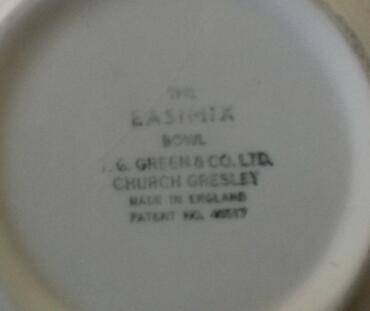 THE
EASIMIX
BOWL
T. G. GREEN & CO. LTD.
CHURCH GRESLEY
MADE IN ENGLAND
PATENT NO.